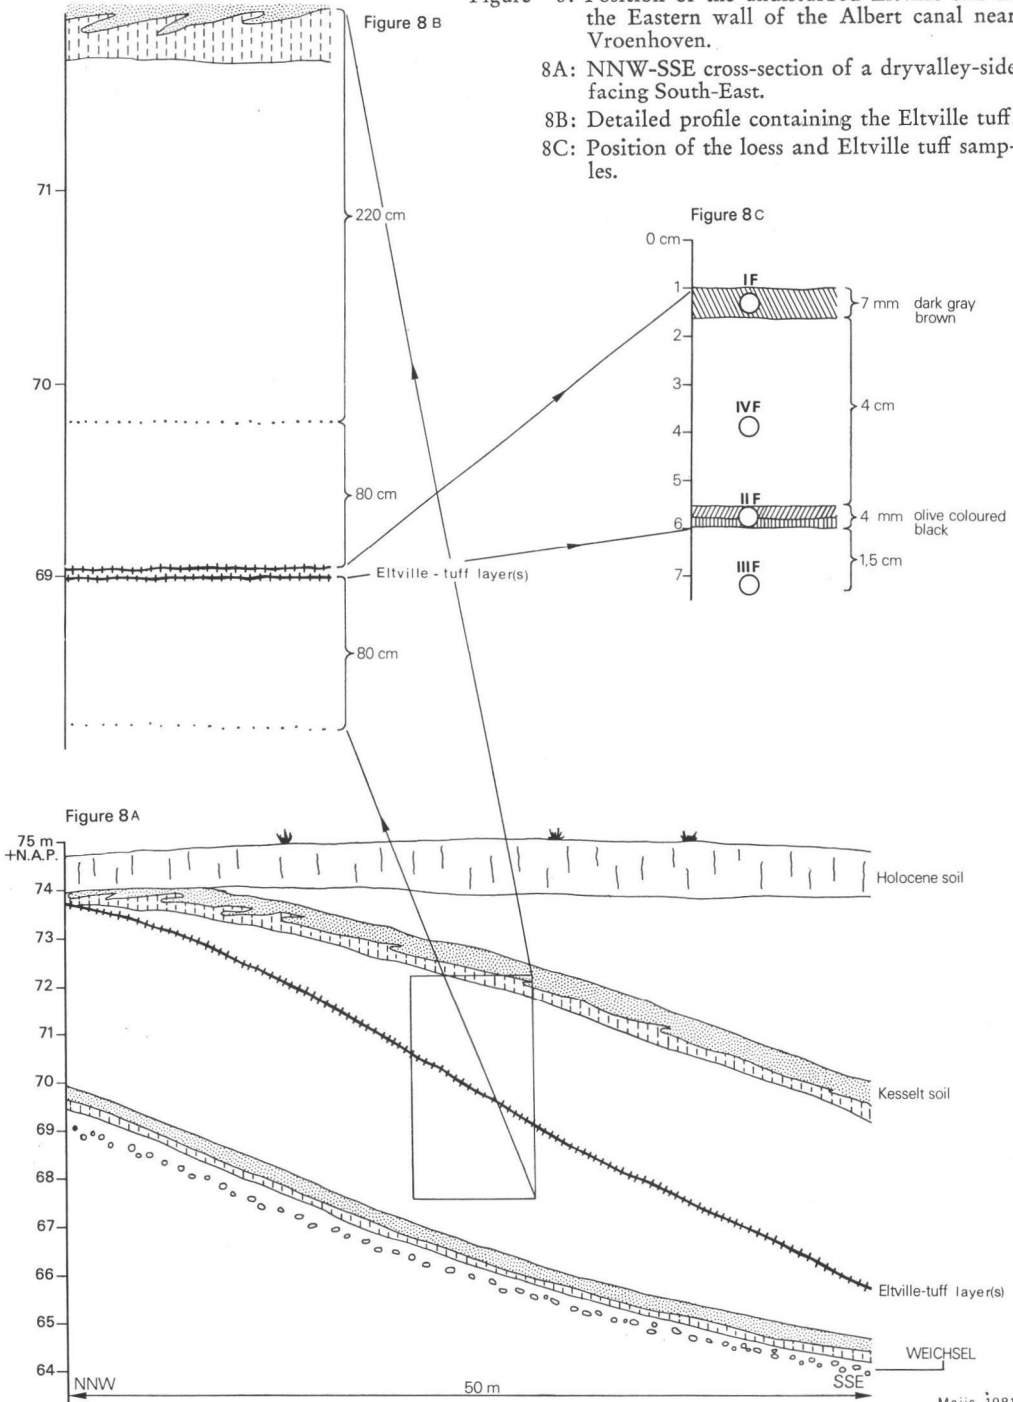 Figure 8B
the Eastern wall of the Albert canal near
Vroenhoven.
8A: NNW-SSE cross-section of a dryvalley-side
facing South-East.
8B: Detailed profile containing the Eltville tuff.
8C: Position of the loess and Eltville tuff samp-
les.
71
220 cm
70
80 cm
69
Eltville - tuff layer(s)
80 cm
Figure 8C
0 cm
1
IF
7 mm dark gray
brown
2
3
IVF
4 cm
4
5
IIF
4 mm olive coloured
black
6
IIIF
1,5 cm
7
Figure 8A
75 m
+N.A.P.
Holocene soil
74
73
72
71
70
Kesselt soil
69
68
67
66
Eltville-tuff layer(s)
65
WEICHSEL
64
NNW
50 m
SSE